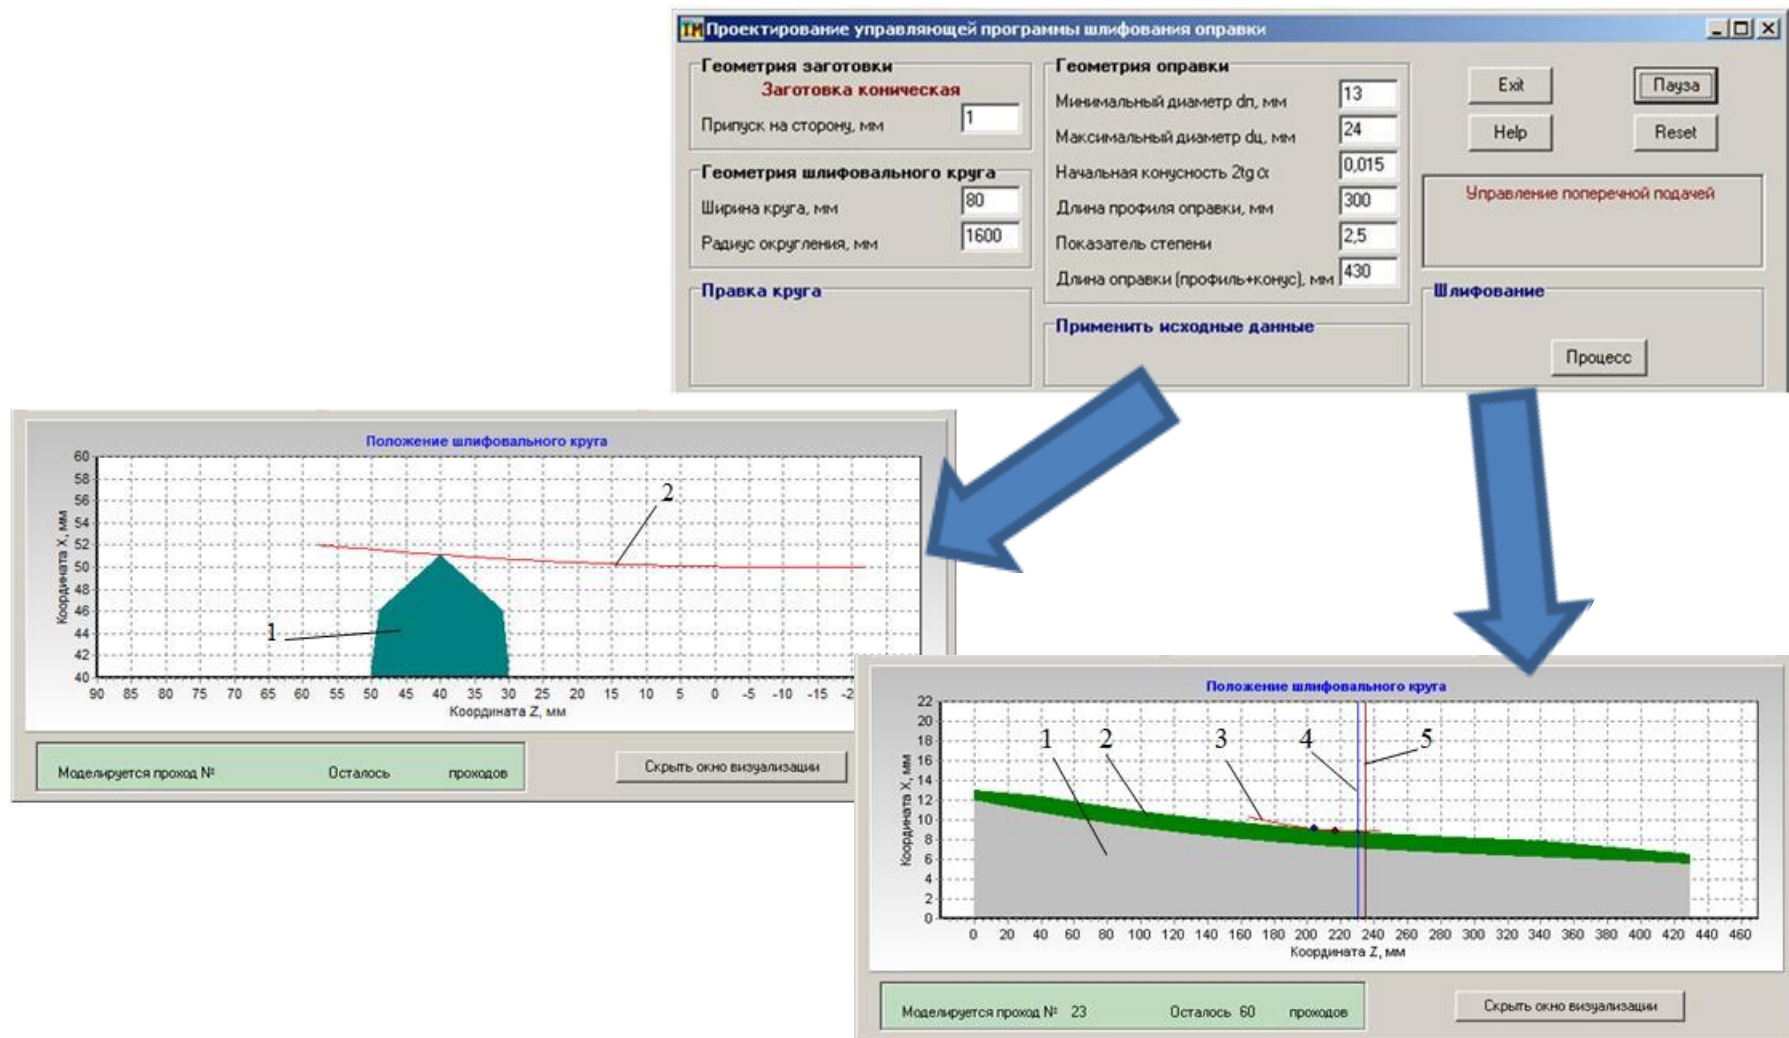 ТМ Проектирование управляющей программы шлифования оправки
Геометрия заготовки
Заготовка коническая
Припуск на сторону, мм 1
Геометрия шлифовального круга
Ширина круга, мм 80
Радиус округления, мм 1600
Правка круга
Геометрия оправки
Минимальный диаметр dп, мм 13
Максимальный диаметр dц, мм 24
Начальная конусность 2tg α 0,015
Длина профиля оправки, мм 300
Показатель степени 2,5
Длина оправки (профиль+конус), мм 430
Применить исходные данные
Exit Пауза
Help Reset
Управление поперечной подачей
Шлифование
Процесс
Положение шлифовального круга
Координата X, мм
60
58
56
54
52
50
48
46
44
42
40
1
2
90 85 80 75 70 65 60 55 50 45 40 35 30 25 20 15 10 5 0 -5 -10 -15
Координата Z, мм
Моделируется проход № Осталось проходов
Скрыть окно визуализации
Положение шлифовального круга
Координата X, мм
22
20
18
16
14
12
10
8
6
4
2
0
1 2 3 4 5
0 20 40 60 80 100 120 140 160 180 200 220 240 260 280 300 320 340 360 380 400 420 440 460
Координата Z, мм
Моделируется проход № 23 Осталось 60 проходов
Скрыть окно визуализации